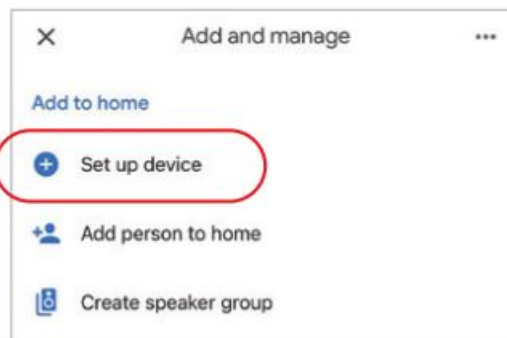 Add and manage
Add to home
Set up device
Add person to home
Create speaker group